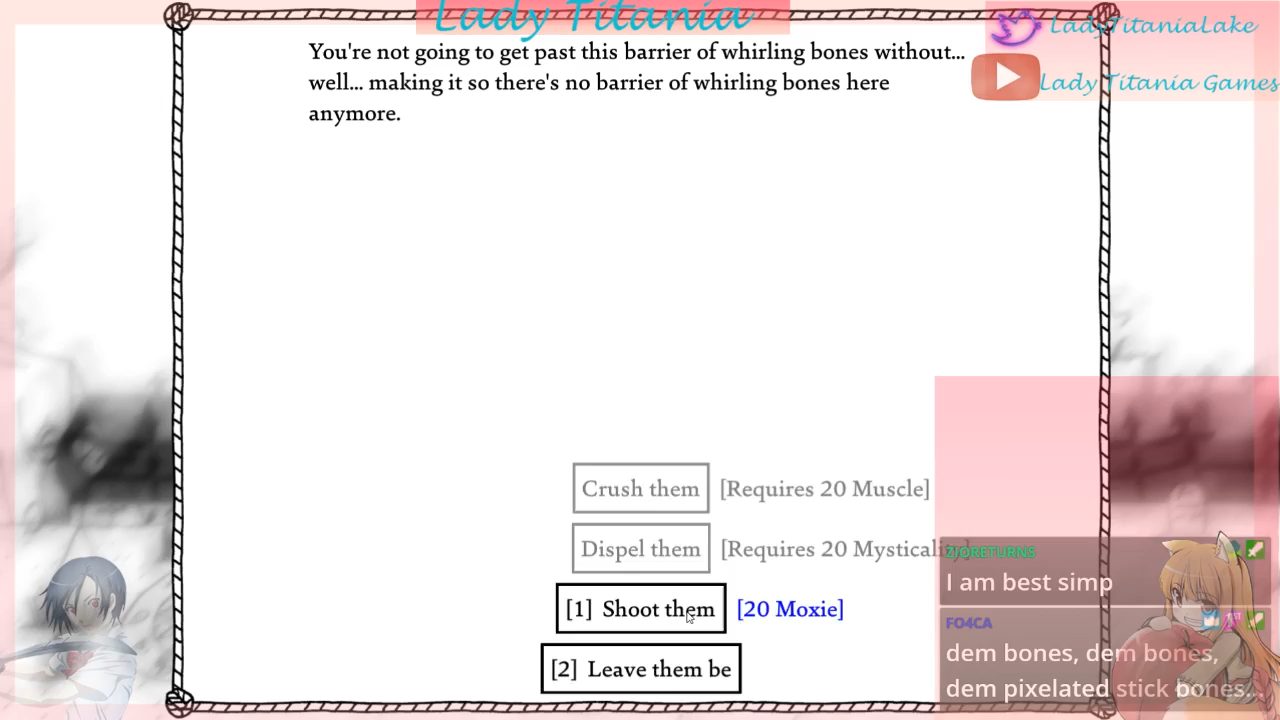 Lady Titania
LadyTitaniaLake
Lady Titania Games
You're not going to get past this barrier of whirling bones without...
well... making it so there's no barrier of whirling bones here
anymore.
Crush them [Requires 20 Muscle]
Dispel them [Requires 20 Mysticality]
[1] Shoot them [20 Moxie]
[2] Leave them be
ZIORETURNS
I am best simp
FO4CA
dem bones, dem bones,
dem pixelated stick bones...